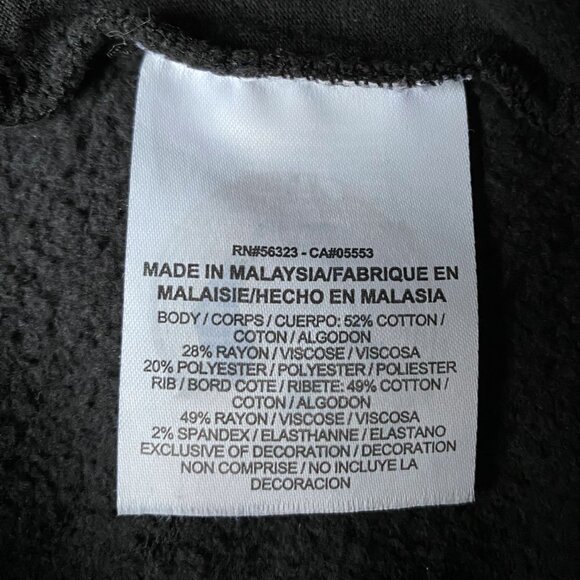 RN#56323 - CA#05553
MADE IN MALAYSIA/FABRIQUE EN
MALAISIE/HECHO EN MALASIA
BODY / CORPS / CUERPO: 52% COTTON /
COTON / ALGODON
28% RAYON / VISCOSE / VISCOSA
20% POLYESTER / POLYESTER / POLIESTER
RIB / BORD COTE / RIBETE: 49% COTTON /
COTON / ALGODON
49% RAYON / VISCOSE / VISCOSA
2% SPANDEX / ELASTHANNE / ELASTANO
EXCLUSIVE OF DECORATION / DECORATION
NON COMPRISE / NO INCLUYE LA
DECORACION